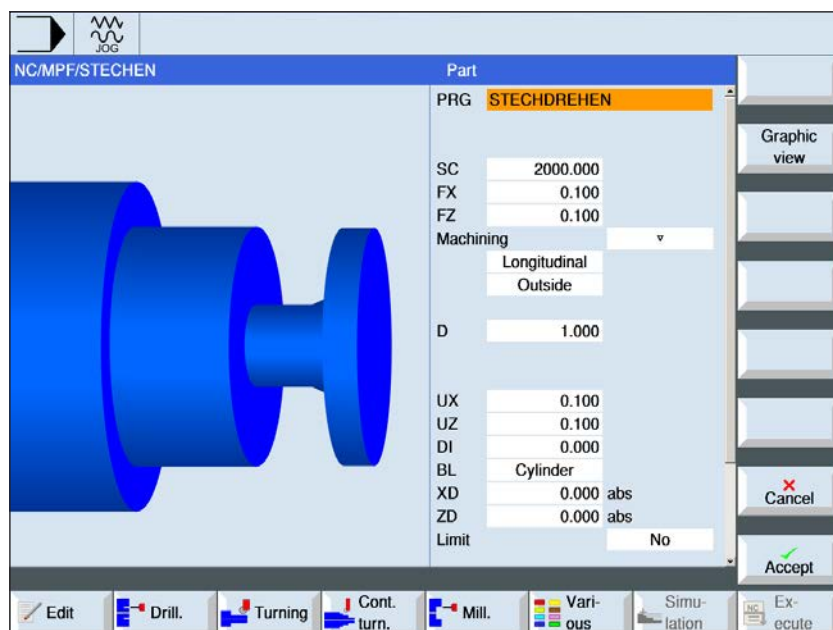 JOG
NC/MPF/STECHEN
Part
PRG STECHDREHEN
SC 2000.000
FX 0.100
FZ 0.100
Machining ▿
Longitudinal
Outside
D 1.000
UX 0.100
UZ 0.100
DI 0.000
BL Cylinder
XD 0.000 abs
ZD 0.000 abs
Limit No
Graphic
view
Cancel
Accept
Edit
Drill.
Turning
Cont.
turn.
Mill.
Vari-
ous
Simu-
lation
NC
Ex-
ecute